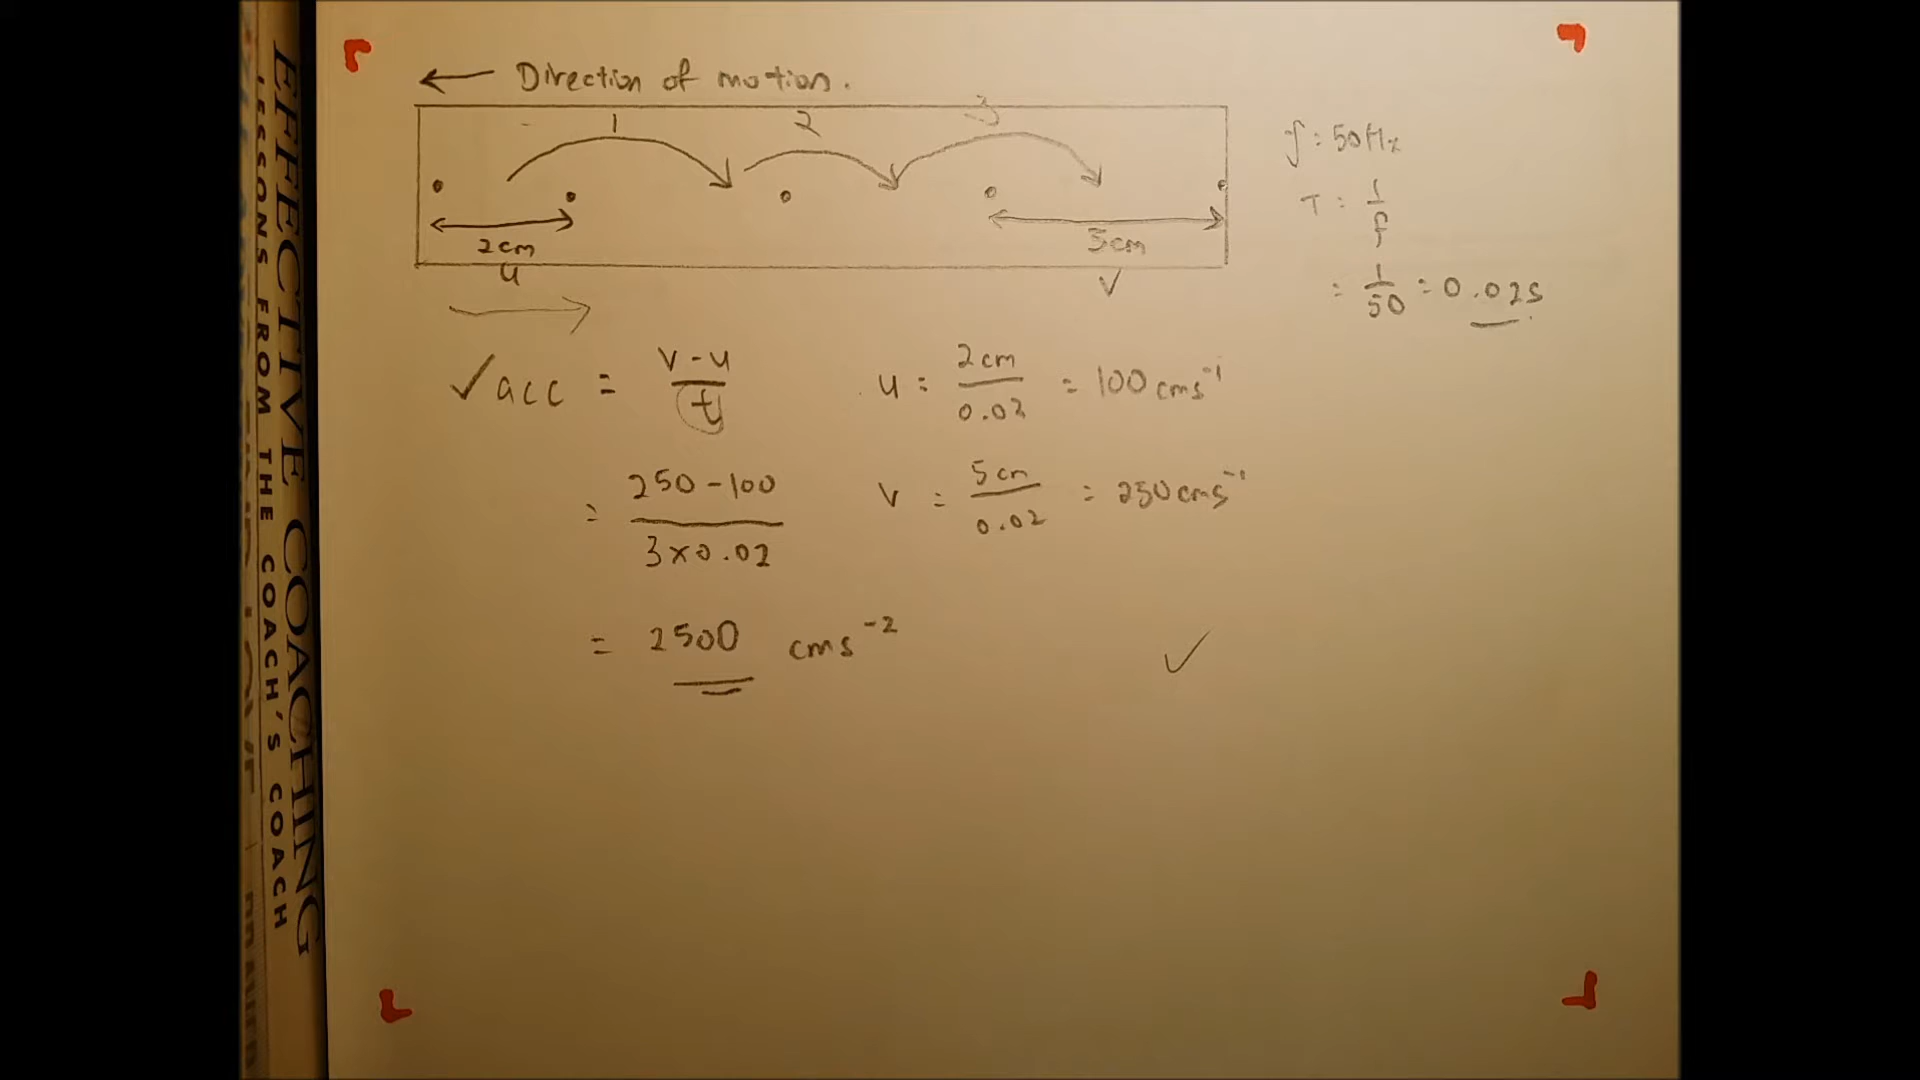 ← Direction of motion.
1 2 3
2cm
5cm
u
v
f = 50Hz
T = 1/f
= 1/50 = 0.02s
✓ acc = v-u/t
u = 2cm/0.02 = 100 cms⁻¹
= 250-100/3×0.02
v = 5cm/0.02 = 250cms⁻¹
= 2500 cms⁻² ✓
EFFECTIVE COACHING
LESSONS FROM THE COACH'S COACH